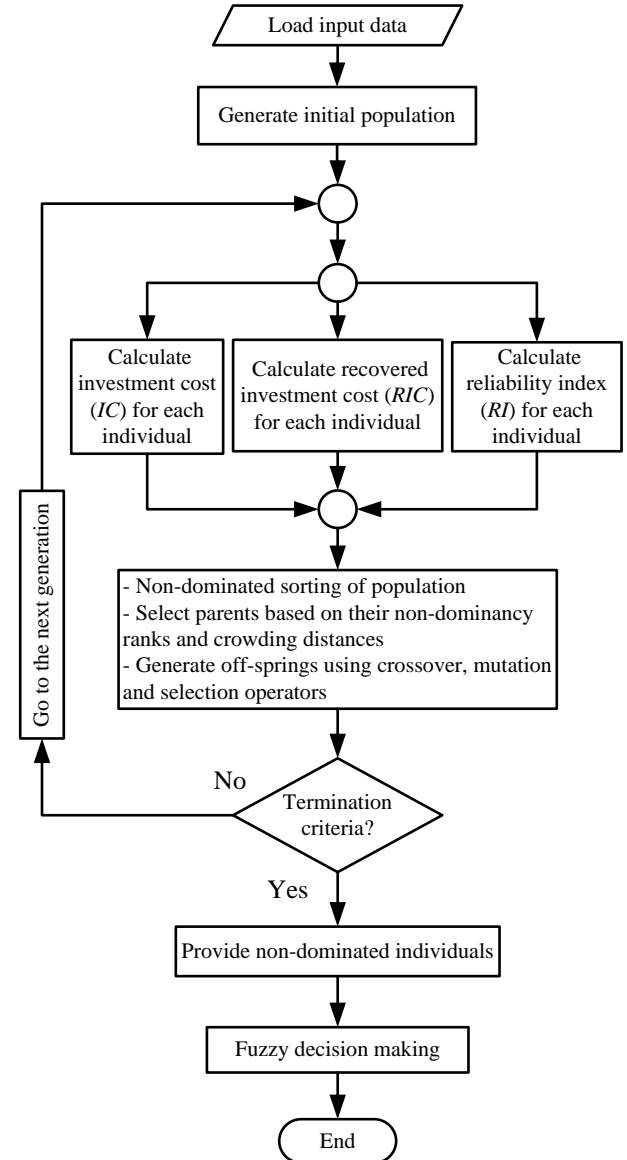 Load input data
Generate initial population
Calculate
investment cost
(IC) for each
individual
Calculate recovered
investment cost (RIC)
for each individual
Calculate
reliability index
(RI) for each
individual
Go to the next generation
- Non-dominated sorting of population
- Select parents based on their non-dominancy
ranks and crowding distances
- Generate off-springs using crossover, mutation
and selection operators
No
Termination
criteria?
Yes
Provide non-dominated individuals
Fuzzy decision making
End